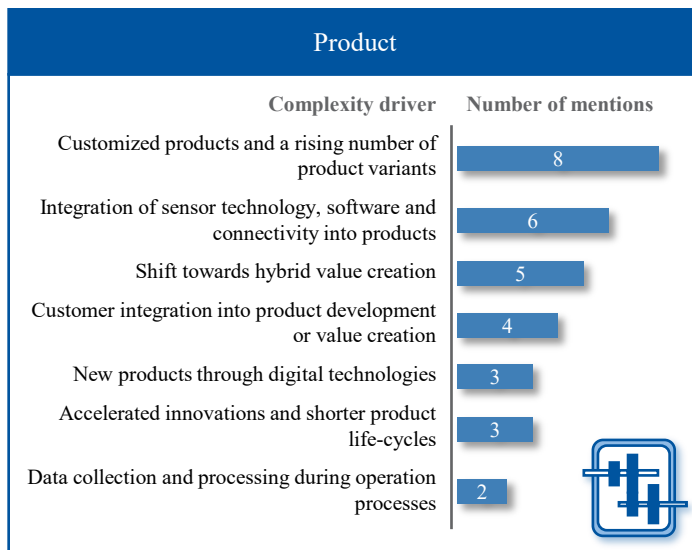 Product
Complexity driver
Number of mentions
Customized products and a rising number of
product variants
8
Integration of sensor technology, software and
connectivity into products
6
Shift towards hybrid value creation
5
Customer integration into product development
or value creation
4
New products through digital technologies
3
Accelerated innovations and shorter product
life-cycles
3
Data collection and processing during operation
processes
2